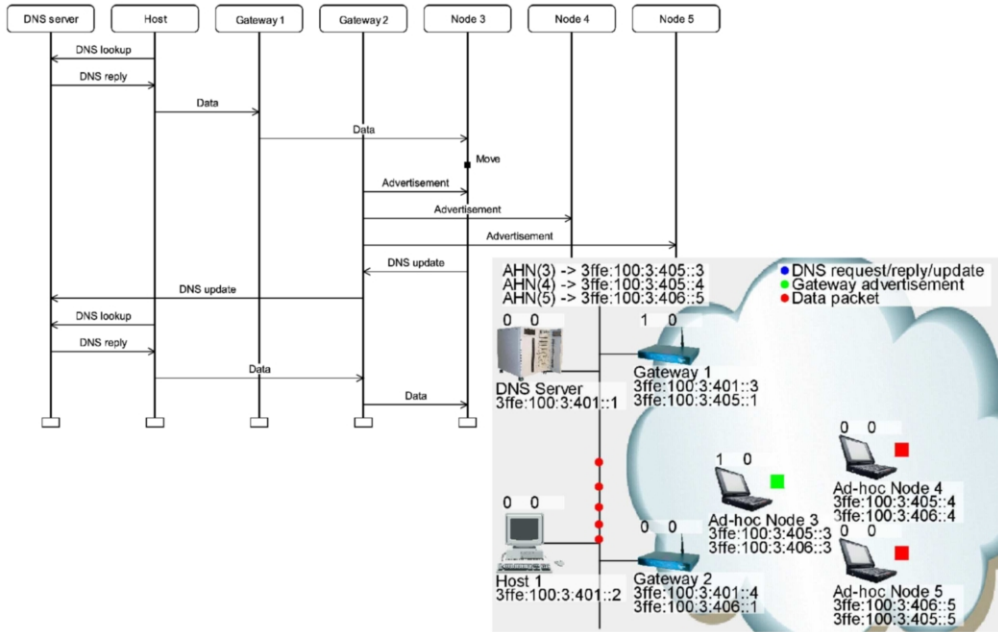 DNS server Host Gateway 1 Gateway 2 Node 3 Node 4 Node 5
DNS lookup
DNS reply
Data
Data
Move
Advertisement
Advertisement
Advertisement
DNS update
DNS update
DNS lookup
DNS reply
Data
Data
AHN(3) -> 3ffe:100:3:405::3
AHN(4) -> 3ffe:100:3:405::4
AHN(5) -> 3ffe:100:3:406::5
DNS request/reply/update
Gateway advertisement
Data packet
0 0
DNS Server
3ffe:100:3:401::1
1 0
Gateway 1
3ffe:100:3:401::3
3ffe:100:3:405::1
0 0
Host 1
3ffe:100:3:401::2
0 0
Gateway 2
3ffe:100:3:401::4
3ffe:100:3:406::1
1 0
Ad-hoc Node 3
3ffe:100:3:405::3
3ffe:100:3:406::3
0 0
Ad-hoc Node 4
3ffe:100:3:405::4
3ffe:100:3:406::4
0 0
Ad-hoc Node 5
3ffe:100:3:406::5
3ffe:100:3:405::5